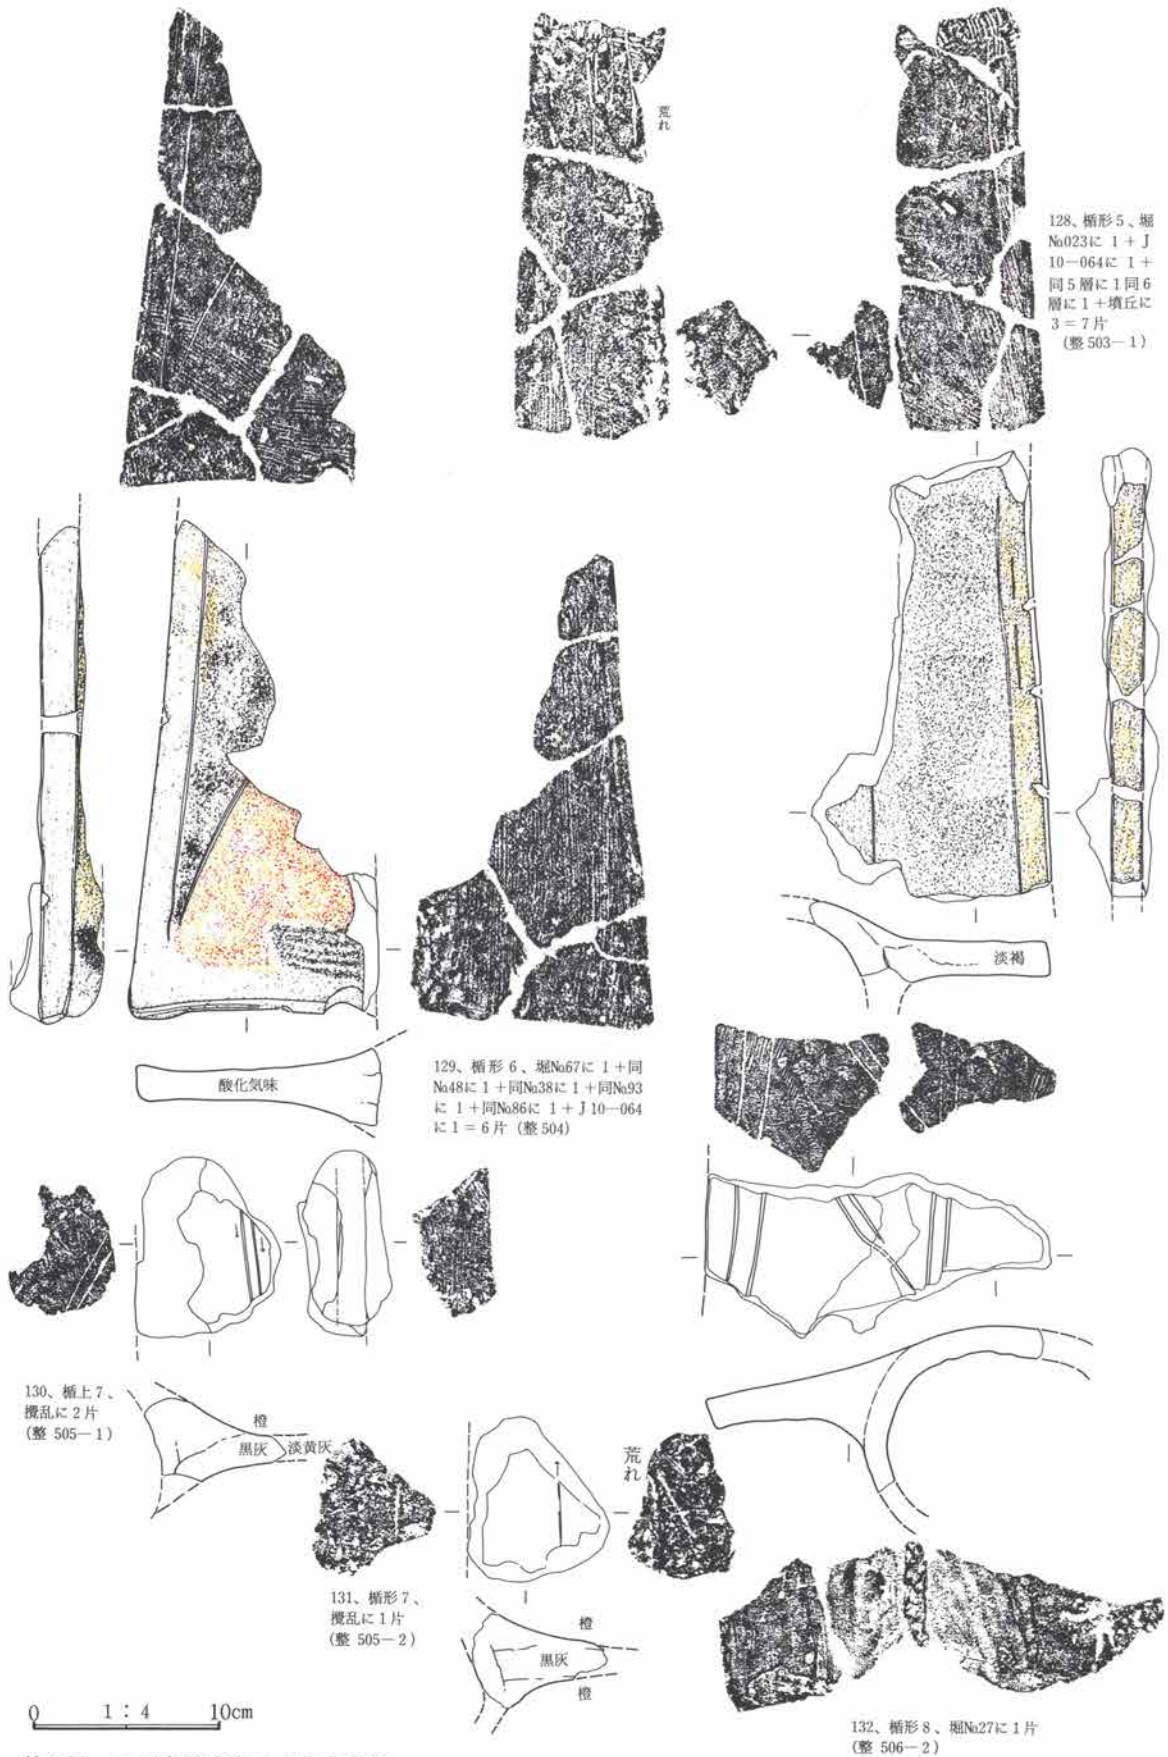 荒れ
128、楯形5、堀
№023に1+J
10—064に1+
同5層に1同6
層に1+墳丘に
3=7片
(整 503—1)
淡褐
129、楯形6、堀№67に1+同
№48に1+同№38に1+同№93
に1+同№86に1+J10—064
に1=6片(整 504)
酸化気味
130、楯上7、
攪乱に2片
(整 505—1)
橙
黒灰
淡黄灰
荒れ
131、楯形7、
攪乱に1片
(整 505—2)
橙
黒灰
橙
132、楯形8、堀№27に1片
(整 506—2)
0 1:4 10cm